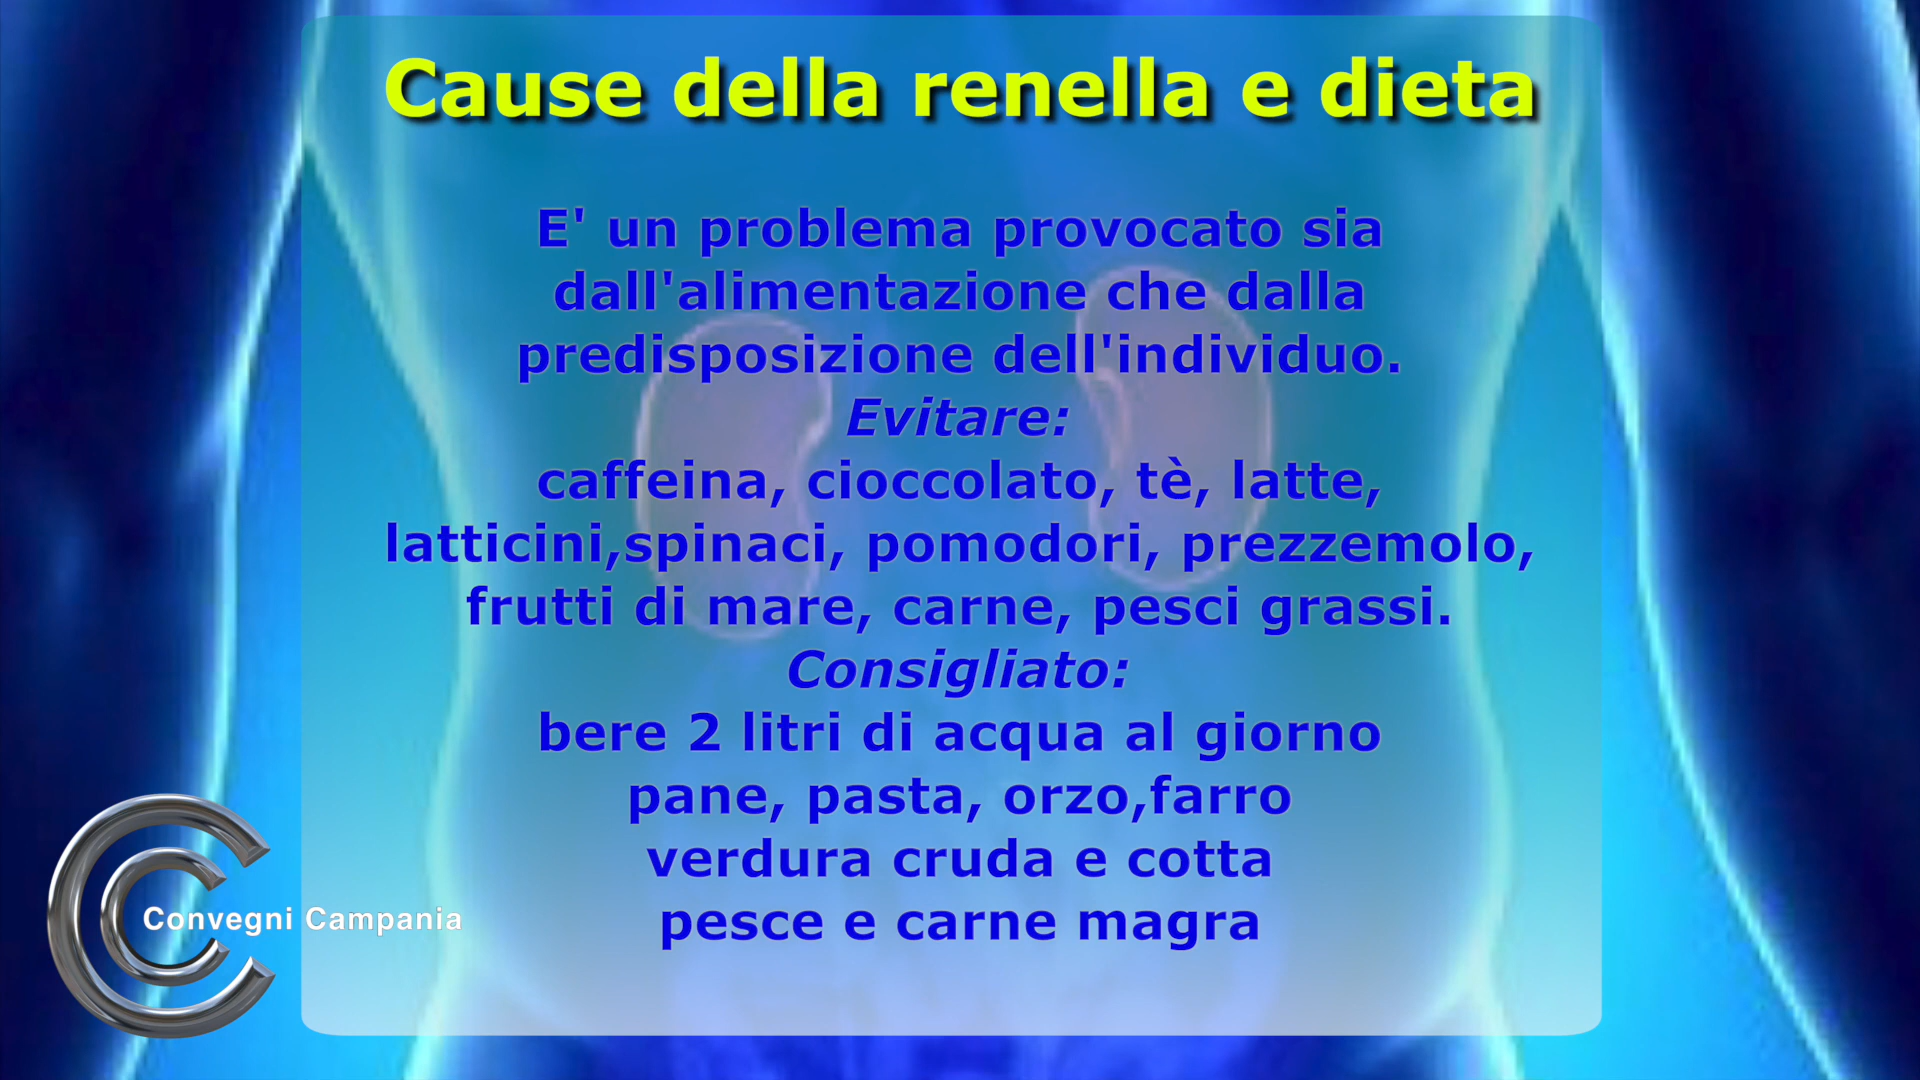 Cause della renella e dieta
E' un problema provocato sia
dall'alimentazione che dalla
predisposizione dell'individuo.
Evitare:
caffeina, cioccolato, tè, latte,
latticini,spinaci, pomodori, prezzemolo,
frutti di mare, carne, pesci grassi.
Consigliato:
bere 2 litri di acqua al giorno
pane, pasta, orzo,farro
verdura cruda e cotta
pesce e carne magra
Convegni Campania